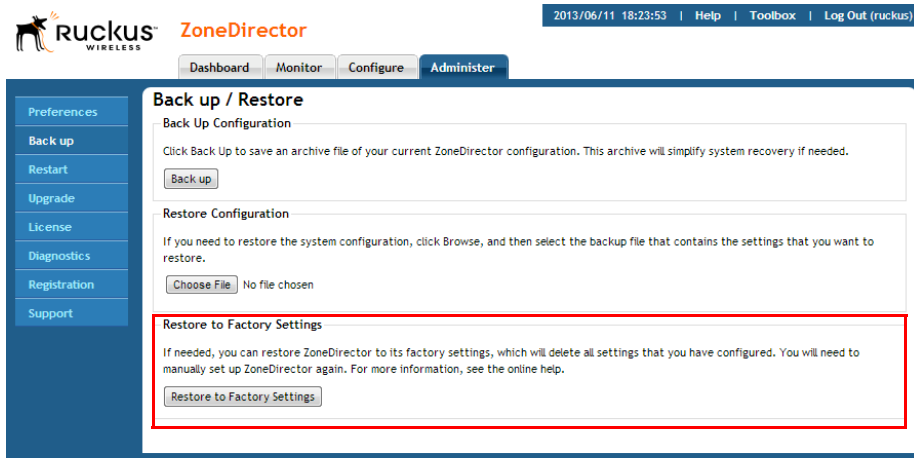 2013/06/11 18:23:53 | Help | Toolbox | Log Out (ruckus)
RUCKUS™
WIRELESS
ZoneDirector
Dashboard Monitor Configure Administer
Preferences
Back up
Restart
Upgrade
License
Diagnostics
Registration
Support
Back up / Restore
Back Up Configuration
Click Back Up to save an archive file of your current ZoneDirector configuration. This archive will simplify system recovery if needed.
Back up
Restore Configuration
If you need to restore the system configuration, click Browse, and then select the backup file that contains the settings that you want to
restore.
Choose File No file chosen
Restore to Factory Settings
If needed, you can restore ZoneDirector to its factory settings, which will delete all settings that you have configured. You will need to
manually set up ZoneDirector again. For more information, see the online help.
Restore to Factory Settings